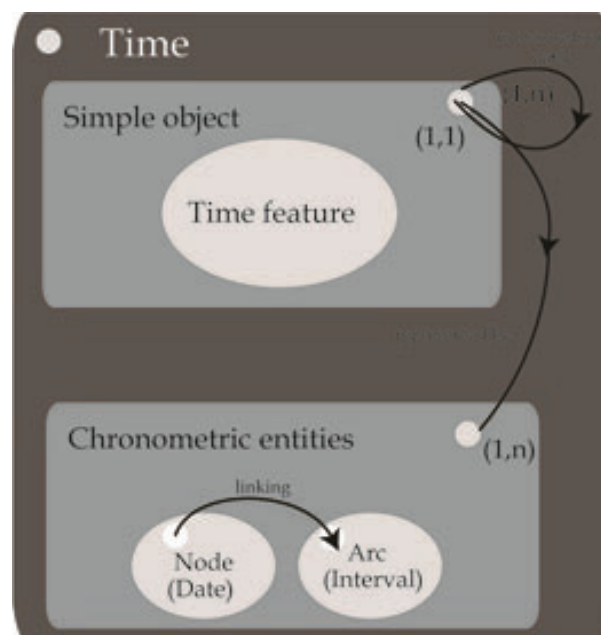 Time
Simple object
(1,n)
(1,1)
Time feature
Chronometric entities
(1,n)
linking
Node
(Date)
Arc
(Interval)